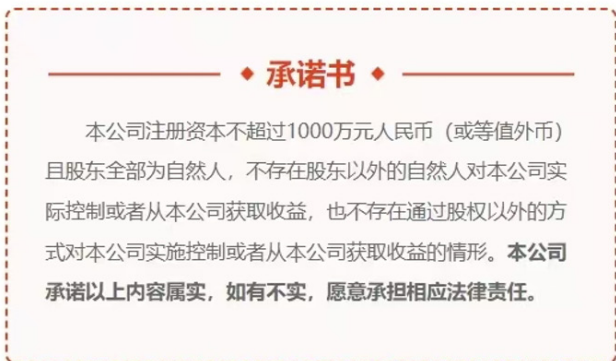 承诺书
本公司注册资本不超过1000万元人民币（或等值外币）
且股东全部为自然人，不存在股东以外的自然人对本公司实
际控制或者从本公司获取收益，也不存在通过股权以外的方
式对本公司实施控制或者从本公司获取收益的情形。本公司
承诺以上内容属实，如有不实，愿意承担相应法律责任。